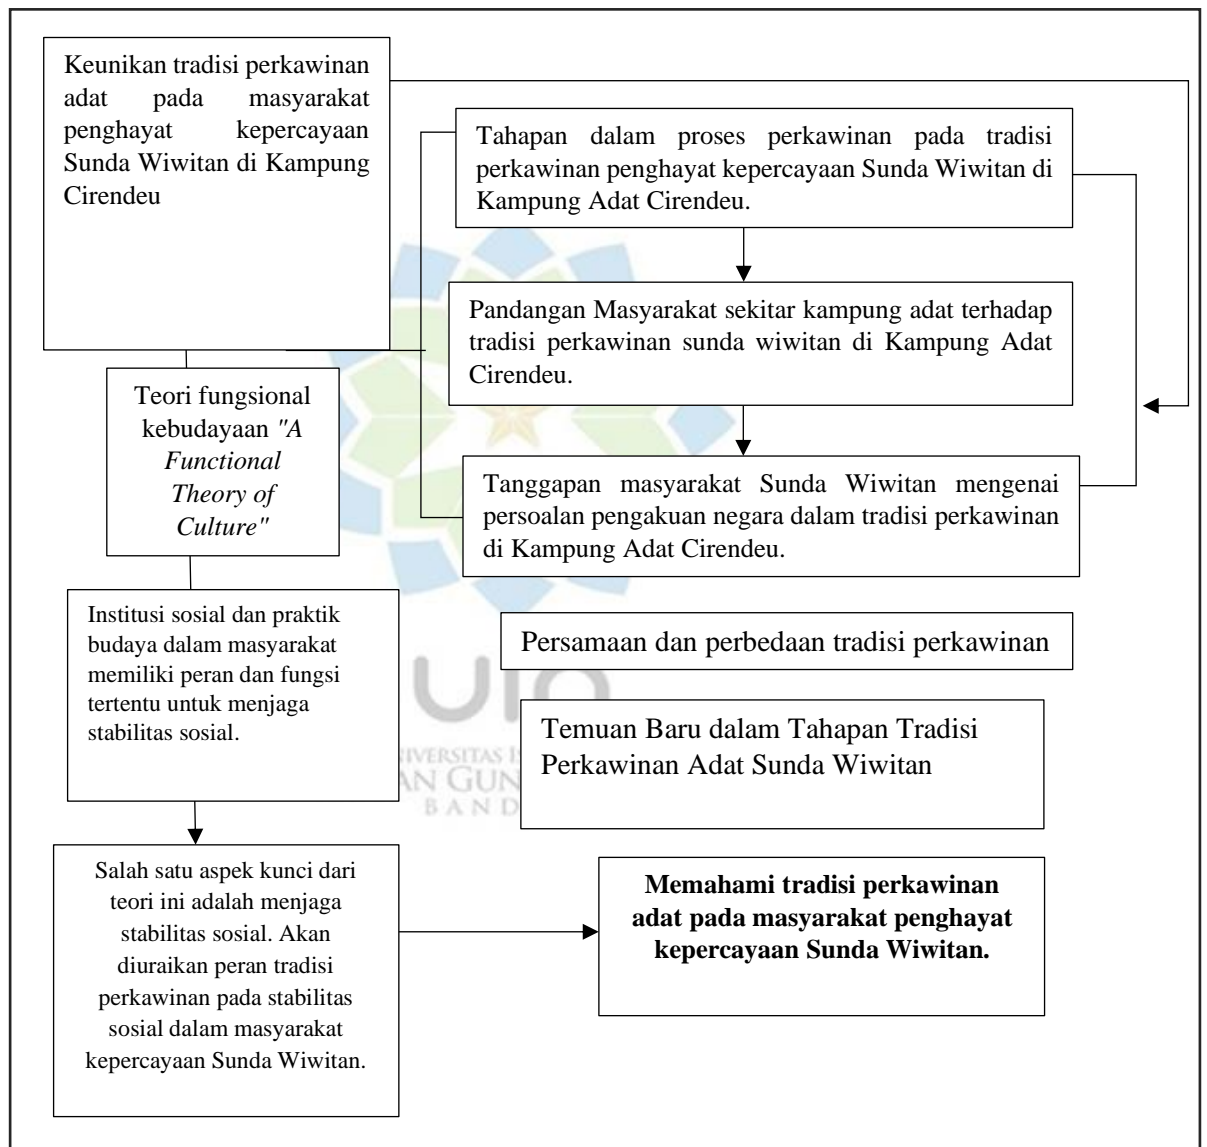 Keunikan tradisi perkawinan
adat pada masyarakat
penghayat kepercayaan
Sunda Wiwitan di Kampung
Cirendeu
Tahapan dalam proses perkawinan pada tradisi
perkawinan penghayat kepercayaan Sunda Wiwitan di
Kampung Adat Cirendeu.
Pandangan Masyarakat sekitar kampung adat terhadap
tradisi perkawinan sunda wiwitan di Kampung Adat
Cirendeu.
Teori fungsional
kebudayaan "A
Functional
Theory of
Culture"
Tanggapan masyarakat Sunda Wiwitan mengenai
persoalan pengakuan negara dalam tradisi perkawinan
di Kampung Adat Cirendeu.
Institusi sosial dan praktik
budaya dalam masyarakat
memiliki peran dan fungsi
tertentu untuk menjaga
stabilitas sosial.
Persamaan dan perbedaan tradisi perkawinan
Temuan Baru dalam Tahapan Tradisi
Perkawinan Adat Sunda Wiwitan
Salah satu aspek kunci dari
teori ini adalah menjaga
stabilitas sosial. Akan
diuraikan peran tradisi
perkawinan pada stabilitas
sosial dalam masyarakat
kepercayaan Sunda Wiwitan.
Memahami tradisi perkawinan
adat pada masyarakat penghayat
kepercayaan Sunda Wiwitan.